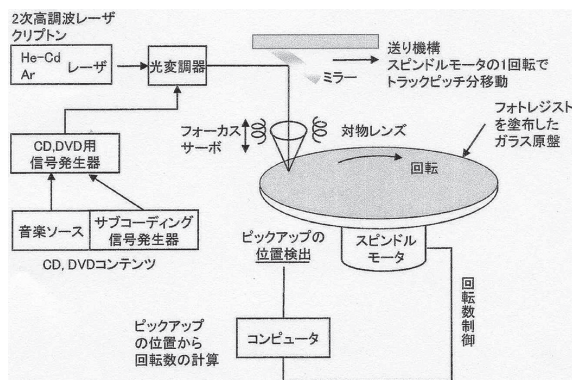 2次高調波レーザ
クリプトン
He-Cd
Ar
レーザ
光変調器
送り機構
スピンドルモータの1回転で
トラックピッチ分移動
ミラー
フォーカス
サーボ
対物レンズ
フォトレジスト
を塗布した
ガラス原盤
回転
CD,DVD用
信号発生器
音楽ソース
サブコーディング
信号発生器
CD, DVDコンテンツ
ピックアップの
位置検出
スピンドル
モータ
回転数制御
ピックアップ
の位置から
回転数の計算
コンピュータ